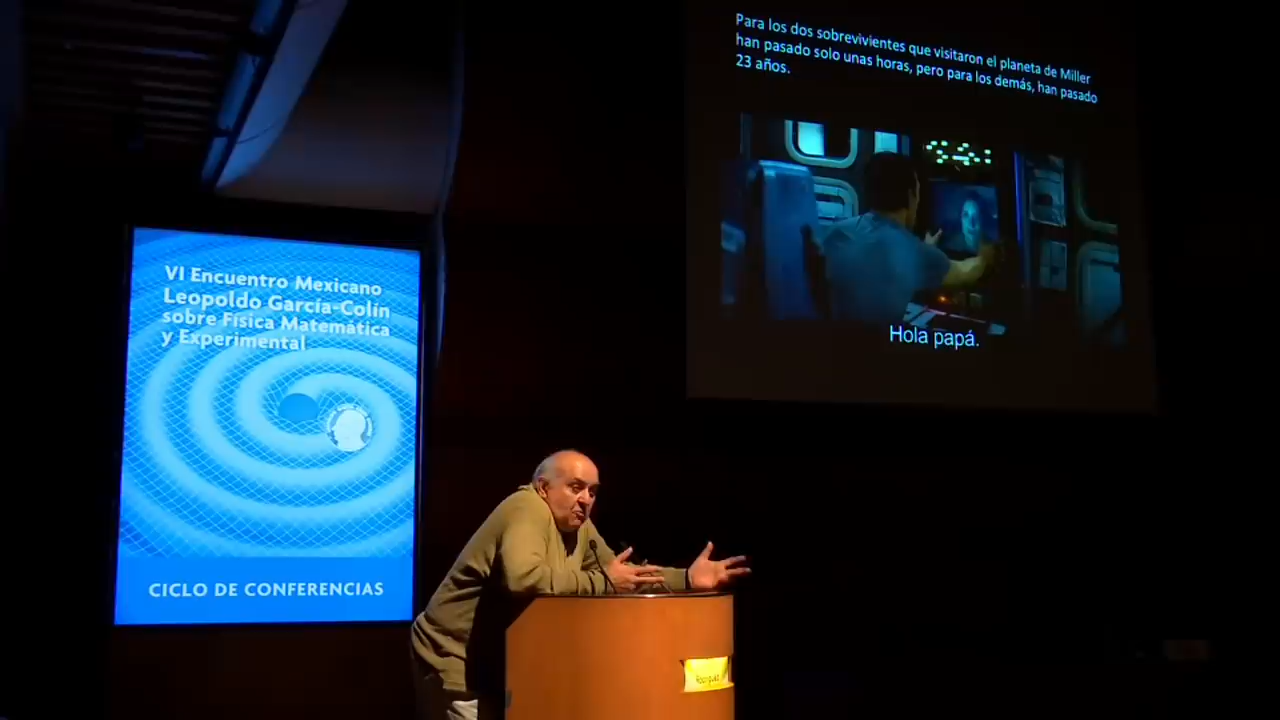 Para los dos sobrevivientes que visitaron el planeta de Miller
han pasado solo unas horas, pero para los demás, han pasado
23 años.
Hola papá.
VI Encuentro Mexicano
Leopoldo García-Colín
sobre Física Matemática
y Experimental
CICLO DE CONFERENCIAS